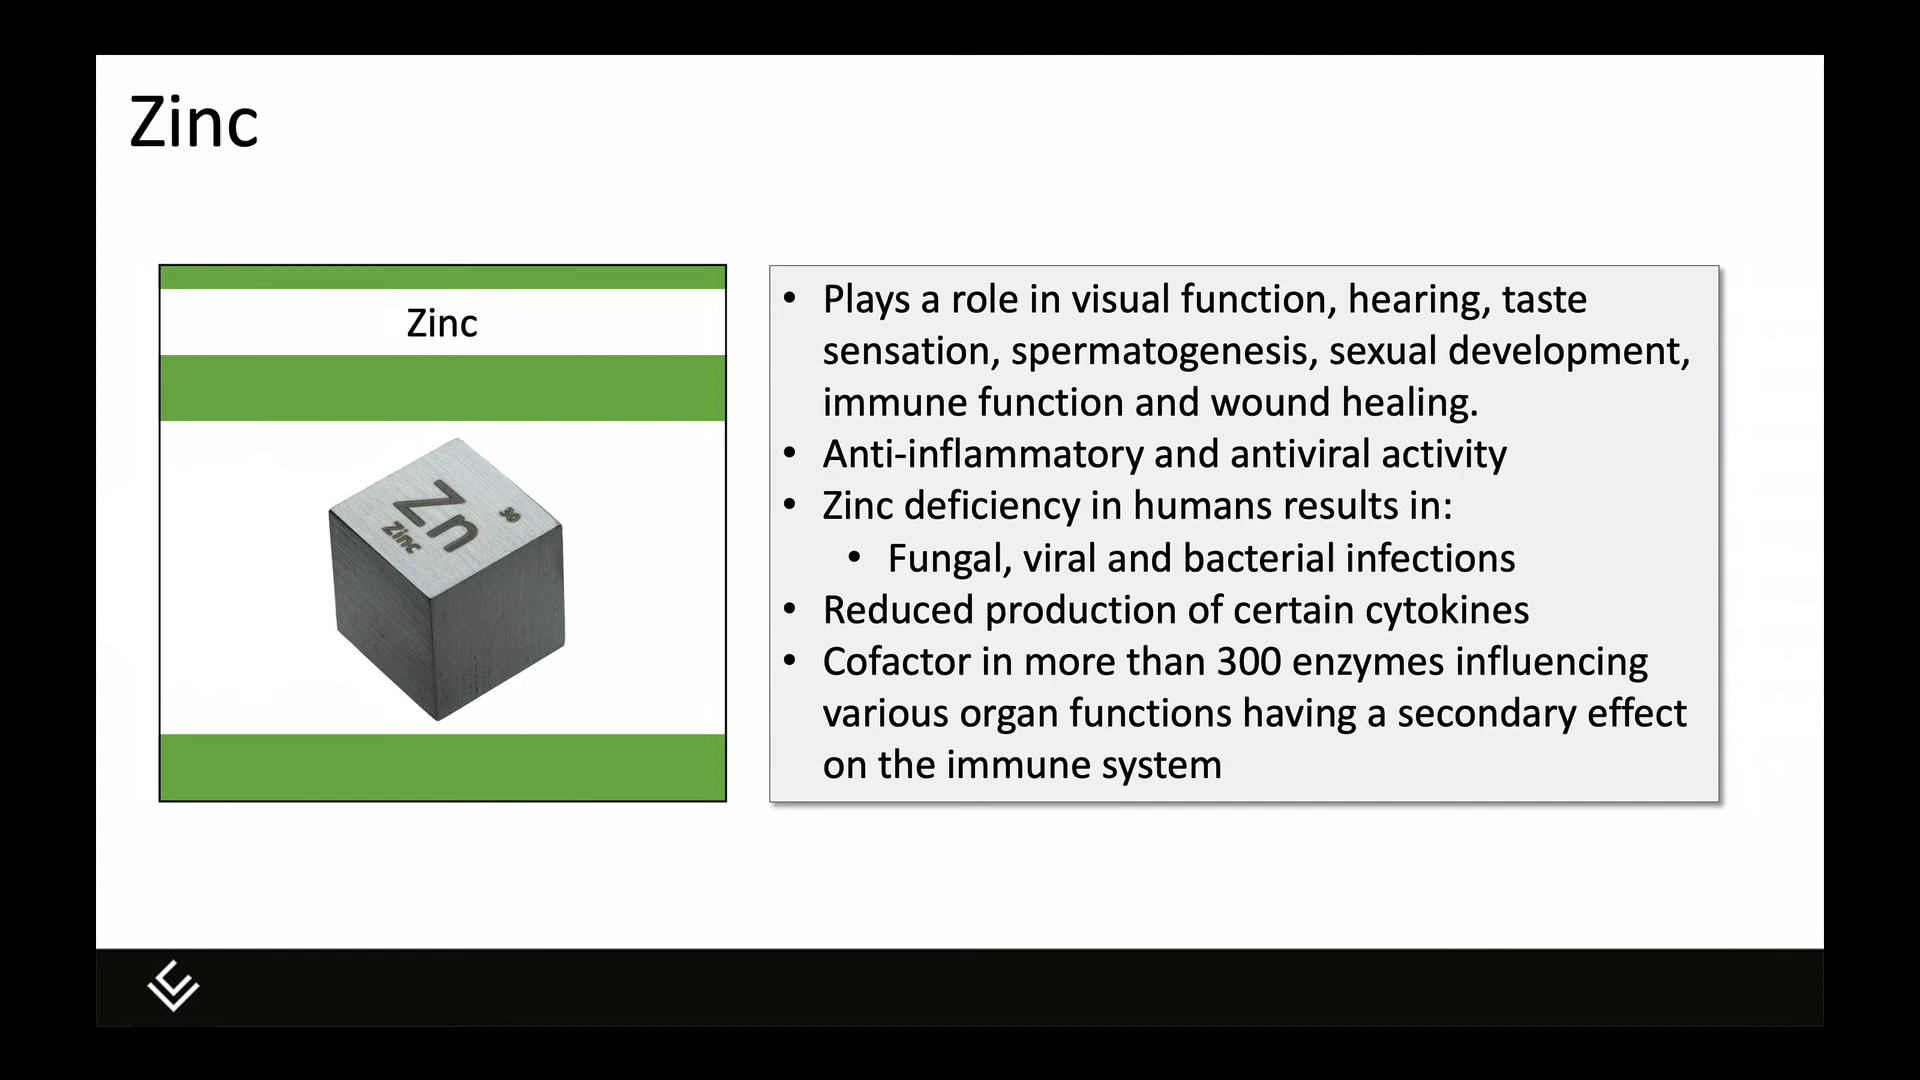 Zinc
Zinc
Zn
30
Zinc
• Plays a role in visual function, hearing, taste
sensation, spermatogenesis, sexual development,
immune function and wound healing.
• Anti-inflammatory and antiviral activity
• Zinc deficiency in humans results in:
• Fungal, viral and bacterial infections
• Reduced production of certain cytokines
• Cofactor in more than 300 enzymes influencing
various organ functions having a secondary effect
on the immune system